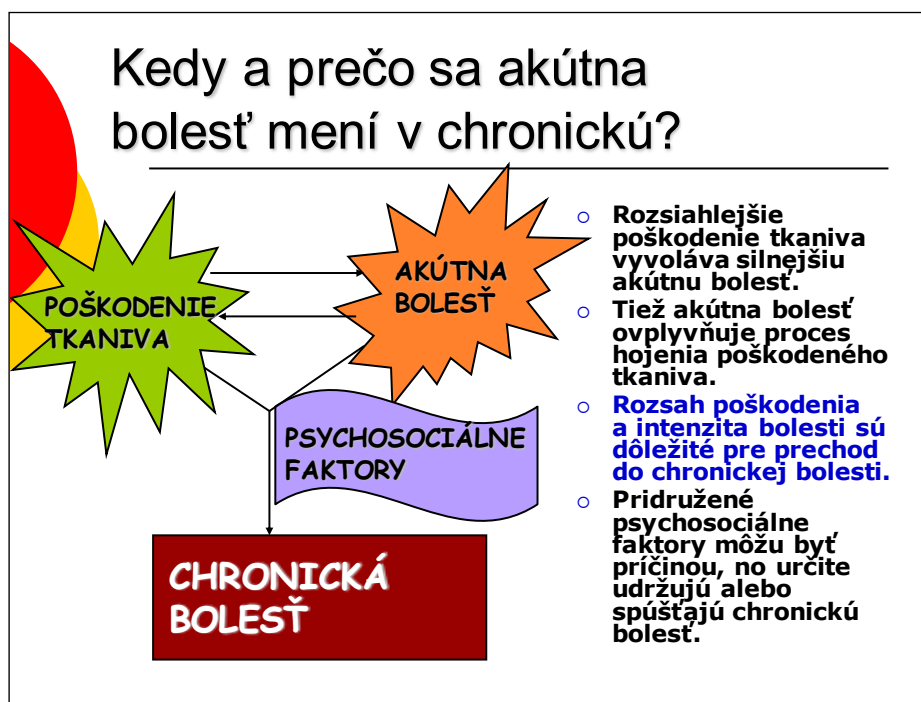 Kedy a prečo sa akútna
bolesť mení v chronickú?
POŠKODENIE
TKANIVA
AKÚTNA
BOLESŤ
PSYCHOSOCIÁLNE
FAKTORY
CHRONICKÁ
BOLESŤ
Rozsiahlejšie
poškodenie tkaniva
vyvoláva silnejšiu
akútnu bolesť.
Tiež akútna bolesť
ovplyvňuje proces
hojenia poškodeného
tkaniva.
Rozsah poškodenia
a intenzita bolesti sú
dôležité pre prechod
do chronickej bolesti.
Pridružené
psychosociálne
faktory môžu byť
príčinou, no určite
udržujú alebo
spúšťajú chronickú
bolesť.